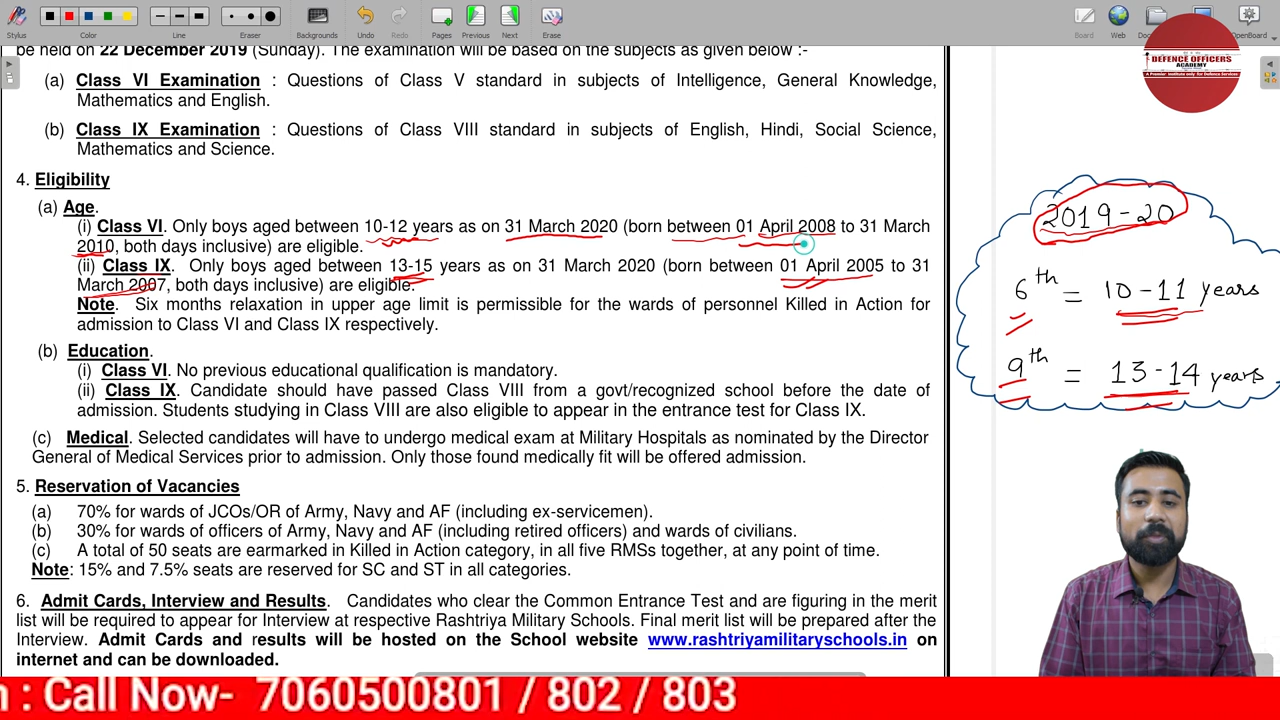 Stylus
Color
Line
Eraser
Backgrounds
Undo
Redo
Pages
Previous
Next
Erase
Board
Web
OpenBoard
DEFENCE OFFICERS
ACADEMY
A Premier Institute only for Defence Services
be held on 22 December 2019 (Sunday). The examination will be based on the subjects as given below :-
(a) Class VI Examination : Questions of Class V standard in subjects of Intelligence, General Knowledge,
Mathematics and English.
(b) Class IX Examination : Questions of Class VIII standard in subjects of English, Hindi, Social Science,
Mathematics and Science.
4. Eligibility
(a) Age.
(i) Class VI. Only boys aged between 10-12 years as on 31 March 2020 (born between 01 April 2008 to 31 March
2010, both days inclusive) are eligible.
(ii) Class IX. Only boys aged between 13-15 years as on 31 March 2020 (born between 01 April 2005 to 31
March 2007, both days inclusive) are eligible.
Note. Six months relaxation in upper age limit is permissible for the wards of personnel Killed in Action for
admission to Class VI and Class IX respectively.
(b) Education.
(i) Class VI. No previous educational qualification is mandatory.
(ii) Class IX. Candidate should have passed Class VIII from a govt/recognized school before the date of
admission. Students studying in Class VIII are also eligible to appear in the entrance test for Class IX.
(c) Medical. Selected candidates will have to undergo medical exam at Military Hospitals as nominated by the Director
General of Medical Services prior to admission. Only those found medically fit will be offered admission.
5. Reservation of Vacancies
(a) 70% for wards of JCOs/OR of Army, Navy and AF (including ex-servicemen).
(b) 30% for wards of officers of Army, Navy and AF (including retired officers) and wards of civilians.
(c) A total of 50 seats are earmarked in Killed in Action category, in all five RMSs together, at any point of time.
Note: 15% and 7.5% seats are reserved for SC and ST in all categories.
6. Admit Cards, Interview and Results. Candidates who clear the Common Entrance Test and are figuring in the merit
list will be required to appear for Interview at respective Rashtriya Military Schools. Final merit list will be prepared after the
Interview. Admit Cards and results will be hosted on the School website www.rashtriyamilitaryschools.in on
internet and can be downloaded.
2019-20
6th = 10-11 years
9th = 13-14 years
: Call Now- 7060500801 / 802 / 803